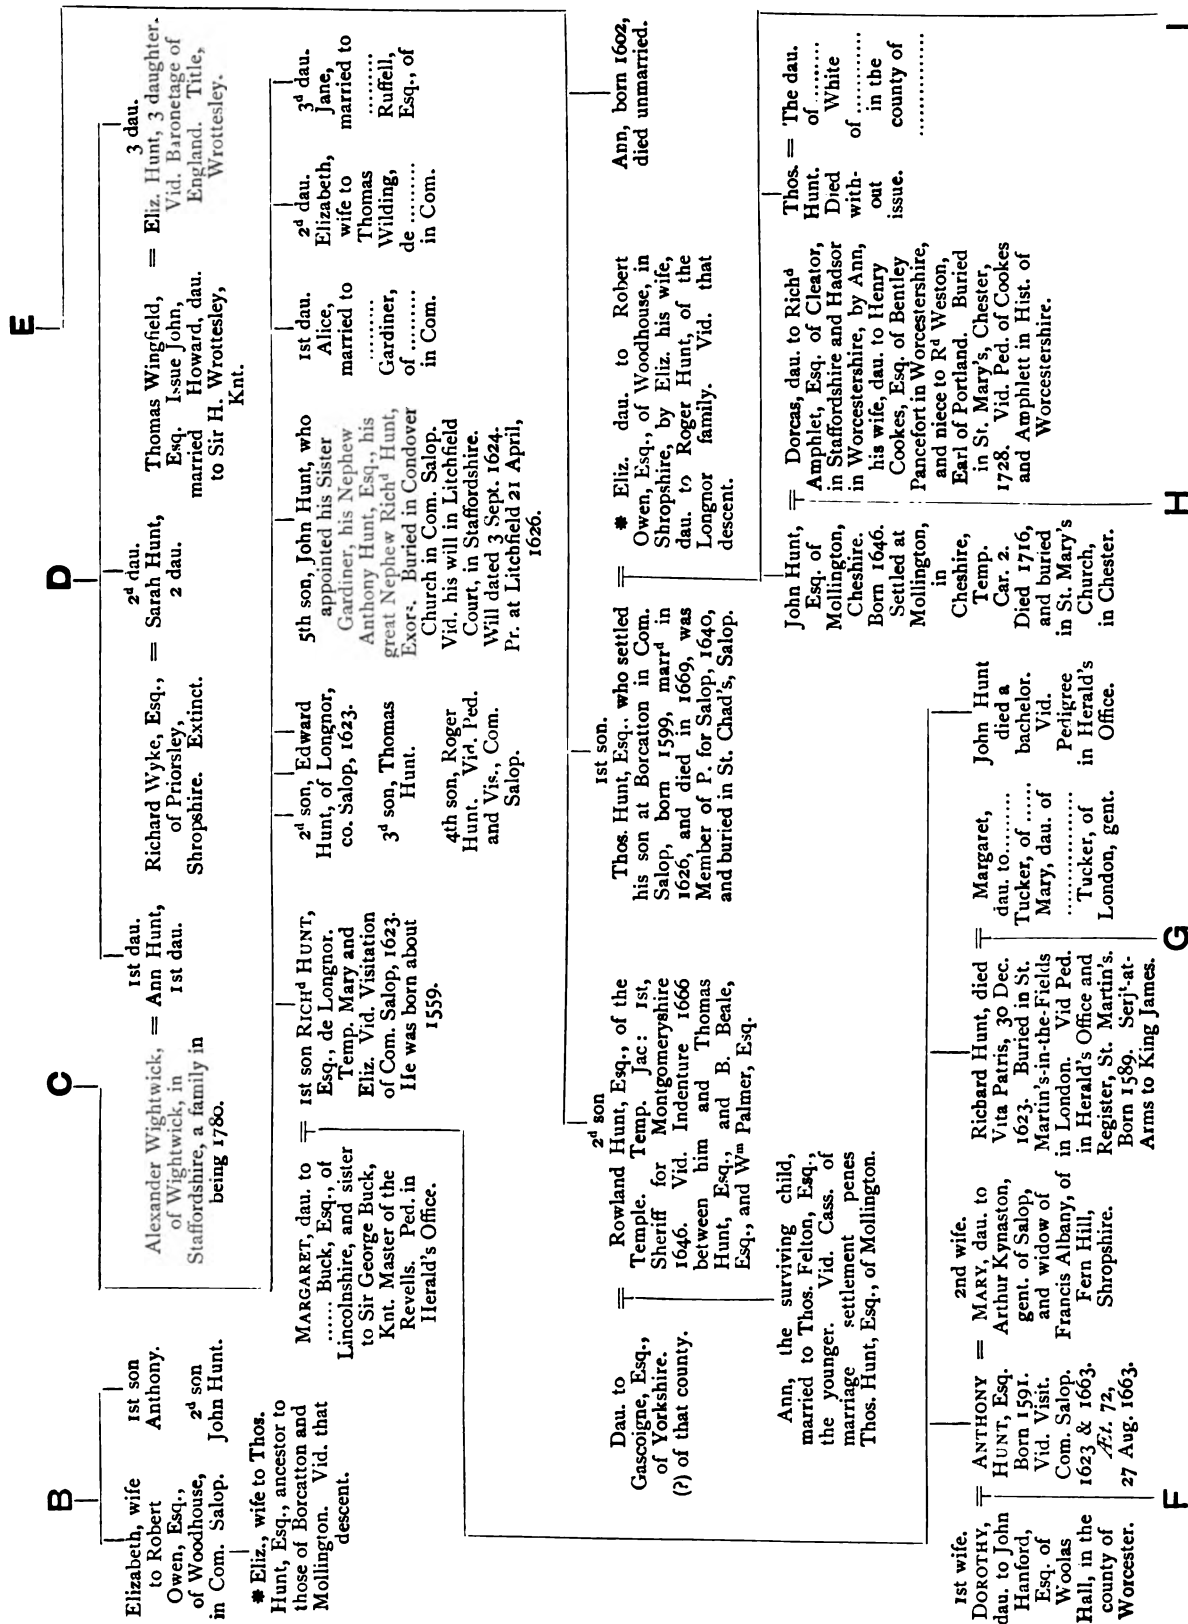 B
C
D
E
Elizabeth, wife
to Robert
Owen, Esq.,
of Woodhouse,
in Com. Salop.
1st son
Anthony.
2d son
John Hunt.
* Eliz., wife to Thos.
Hunt, Esq., ancestor to
those of Borcatton and
Mollington. Vid. that
descent.
Alexander Wightwick,
of Wightwick, in
Staffordshire, a family in
being 1780.
=
1st dau.
Ann Hunt,
1st dau.
Richard Wyke, Esq.,
of Priorsley,
Shropshire. Extinct.
=
2d dau.
Sarah Hunt,
2 dau.
Thomas Wingfield,
Esq. Issue John,
married Howard, dau.
to Sir H. Wrottesley,
Knt.
=
3 dau.
Eliz. Hunt, 3 daughter.
Vid. Baronetage of
England. Title,
Wrottesley.
MARGARET, dau. to
...... Buck, Esq., of
Lincolnshire, and sister
to Sir George Buck,
Knt. Master of the
Revells. Ped. in
Herald's Office.
=
1st son RICHd HUNT,
Esq., de Longnor.
Temp. Mary and
Eliz. Vid. Visitation
of Com. Salop, 1623.
He was born about
1559.
2d son, Edward
Hunt, of Longnor,
co. Salop, 1623.
3d son, Thomas
Hunt.
4th son, Roger
Hunt. Vid. Ped.
and Vis., Com.
Salop.
5th son, John Hunt, who
appointed his Sister
Gardiner, his Nephew
Anthony Hunt, Esq., his
great Nephew Richd Hunt,
Exors. Buried in Condover
Church in Com. Salop.
Vid. his will in Litchfield
Court, in Staffordshire.
Will dated 3 Sept. 1624.
Pr. at Litchfield 21 April,
1626.
1st dau.
Alice,
married to
.........
Gardiner,
of .........
in Com.
2d dau.
Elizabeth,
wife to
Thomas
Wilding,
de .........
in Com.
3d dau.
Jane,
married to
.........
Ruffell,
Esq., of
Dau. to
Gascoigne, Esq.,
of Yorkshire.
(?) of that county.
=
2d son
Rowland Hunt, Esq., of the
Temple. Temp. Jac: 1st,
Sheriff for Montgomeryshire
1646. Vid. Indenture 1666
between him and Thomas
Hunt, Esq., and B. Beale,
Esq., and Wm Palmer, Esq.
Ann, the surviving child,
married to Thos. Felton, Esq.,
the younger. Vid. Cass. of
marriage settlement penes
Thos. Hunt, Esq., of Mollington.
1st son.
Thos. Hunt, Esq., who settled
his son at Borcatton in Com.
Salop, born 1599, marrd in
1626, and died in 1669, was
Member of P. for Salop, 1640,
and buried in St. Chad's, Salop.
=
* Eliz. dau. to Robert
Owen, Esq., of Woodhouse, in
Shropshire, by Eliz. his wife,
dau. to Roger Hunt, of the
Longnor family. Vid. that
descent.
Ann, born 1602,
died unmarried.
1st wife.
DOROTHY,
dau. to John
Hanford,
Esq. of
Woolas
Hall, in the
county of
Worcester.
=
ANTHONY
HUNT, Esq.
Born 1591.
Vid. Visit.
Com. Salop.
1623 & 1663.
Æt. 72,
27 Aug. 1663.
=
2nd wife.
MARY, dau. to
Arthur Kynaston,
gent. of Salop,
and widow of
Francis Albany, of
Fern Hill,
Shropshire.
Richard Hunt, died
Vita Patris, 30 Dec.
1623. Buried in St.
Martin's-in-the-Fields
in London. Vid Ped.
in Herald's Office and
Register, St. Martin's.
Born 1589. Serjt-at-
Arms to King James.
=
Margaret,
dau. to.........
Tucker, of ......
Mary, dau. of
...............
Tucker, of
London, gent.
John Hunt
died a
bachelor.
Vid.
Pedigree
in Herald's
Office.
John Hunt,
Esq. of
Mollington,
Cheshire.
Born 1646.
Settled at
Mollington,
in
Cheshire,
Temp.
Car. 2.
Died 1716,
and buried
in St. Mary's
Church,
in Chester.
=
Dorcas, dau. to Richd
Amphlet, Esq. of Cleator,
in Staffordshire and Hadsor
in Worcestershire, by Ann,
his wife, dau. to Henry
Cookes, Esq. of Bentley
Pancefort in Worcestershire,
and niece to Rd Weston,
Earl of Portland. Buried
in St. Mary's, Chester,
1728. Vid. Ped. of Cookes
and Amphlett in Hist. of
Worcestershire.
Thos.
Hunt.
Died
with-
out
issue.
=
The dau.
of .........
White
of ............
in the
county of
...............
F
G
H
I